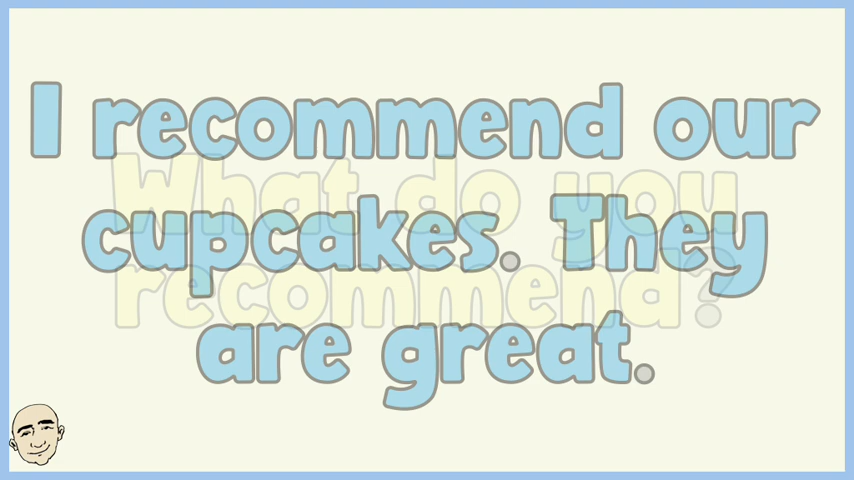 I recommend our
What do you
cupcakes. They
recommend?
are great.